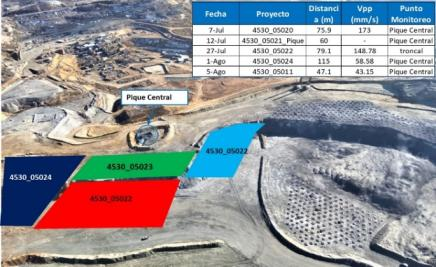 Fecha Proyecto Distancia (m) Vpp (mm/s) Punto Monitoreo
7-Jul 4530_05020 75.9 173 Pique Central
12-Jul 4530_05021_Pique 60 - Pique Central
27-Jul 4530_05022 79.1 148.78 troncal
1-Ago 4530_05024 115 58.58 Pique Central
5-Ago 4530_05011 47.1 43.15 Pique Central
Pique Central
4530_05022
4530_05023
4530_05024
4530_05022